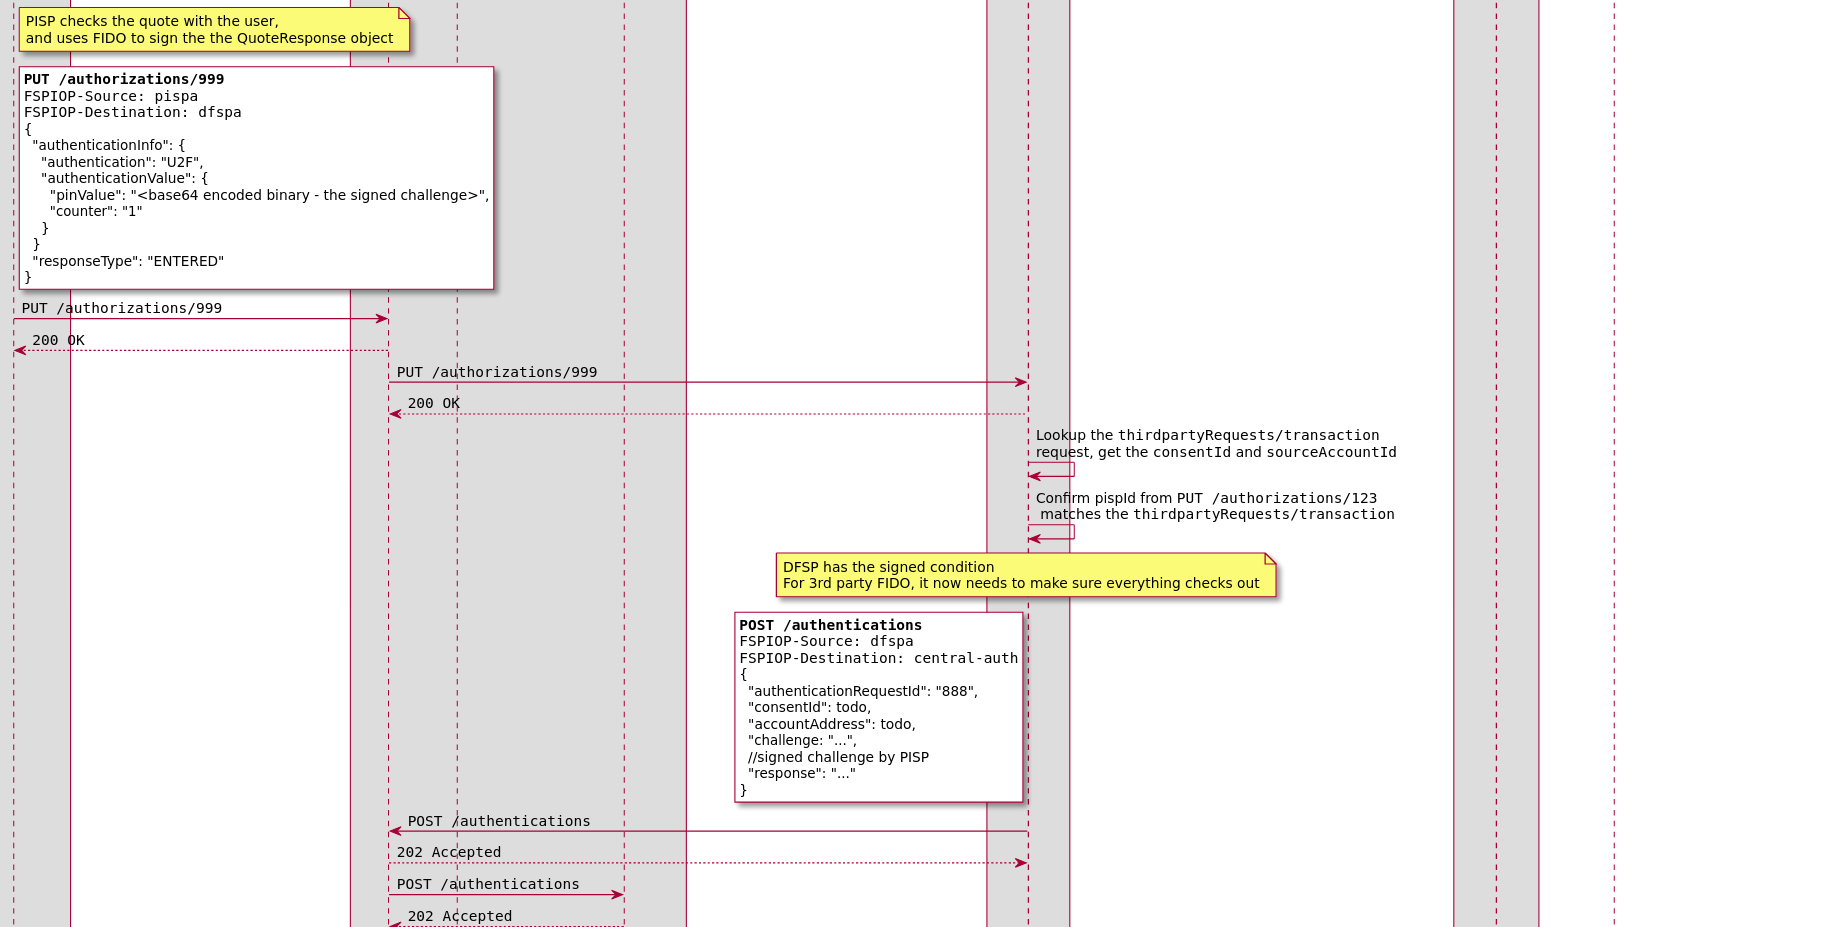 PISP checks the quote with the user,
and uses FIDO to sign the the QuoteResponse object
PUT /authorizations/999
FSPIOP-Source: pispa
FSPIOP-Destination: dfspa
{
"authenticationInfo": {
"authentication": "U2F",
"authenticationValue": {
"pinValue": "<base64 encoded binary - the signed challenge>",
"counter": "1"
}
}
"responseType": "ENTERED"
}
PUT /authorizations/999
200 OK
PUT /authorizations/999
200 OK
Lookup the thirdpartyRequests/transaction
request, get the consentId and sourceAccountId
Confirm pispId from PUT /authorizations/123
matches the thirdpartyRequests/transaction
DFSP has the signed condition
For 3rd party FIDO, it now needs to make sure everything checks out
POST /authentications
FSPIOP-Source: dfspa
FSPIOP-Destination: central-auth
{
"authenticationRequestId": "888",
"consentId": todo,
"accountAddress": todo,
"challenge: "...",
//signed challenge by PISP
"response": "..."
}
POST /authentications
202 Accepted
POST /authentications
202 Accepted